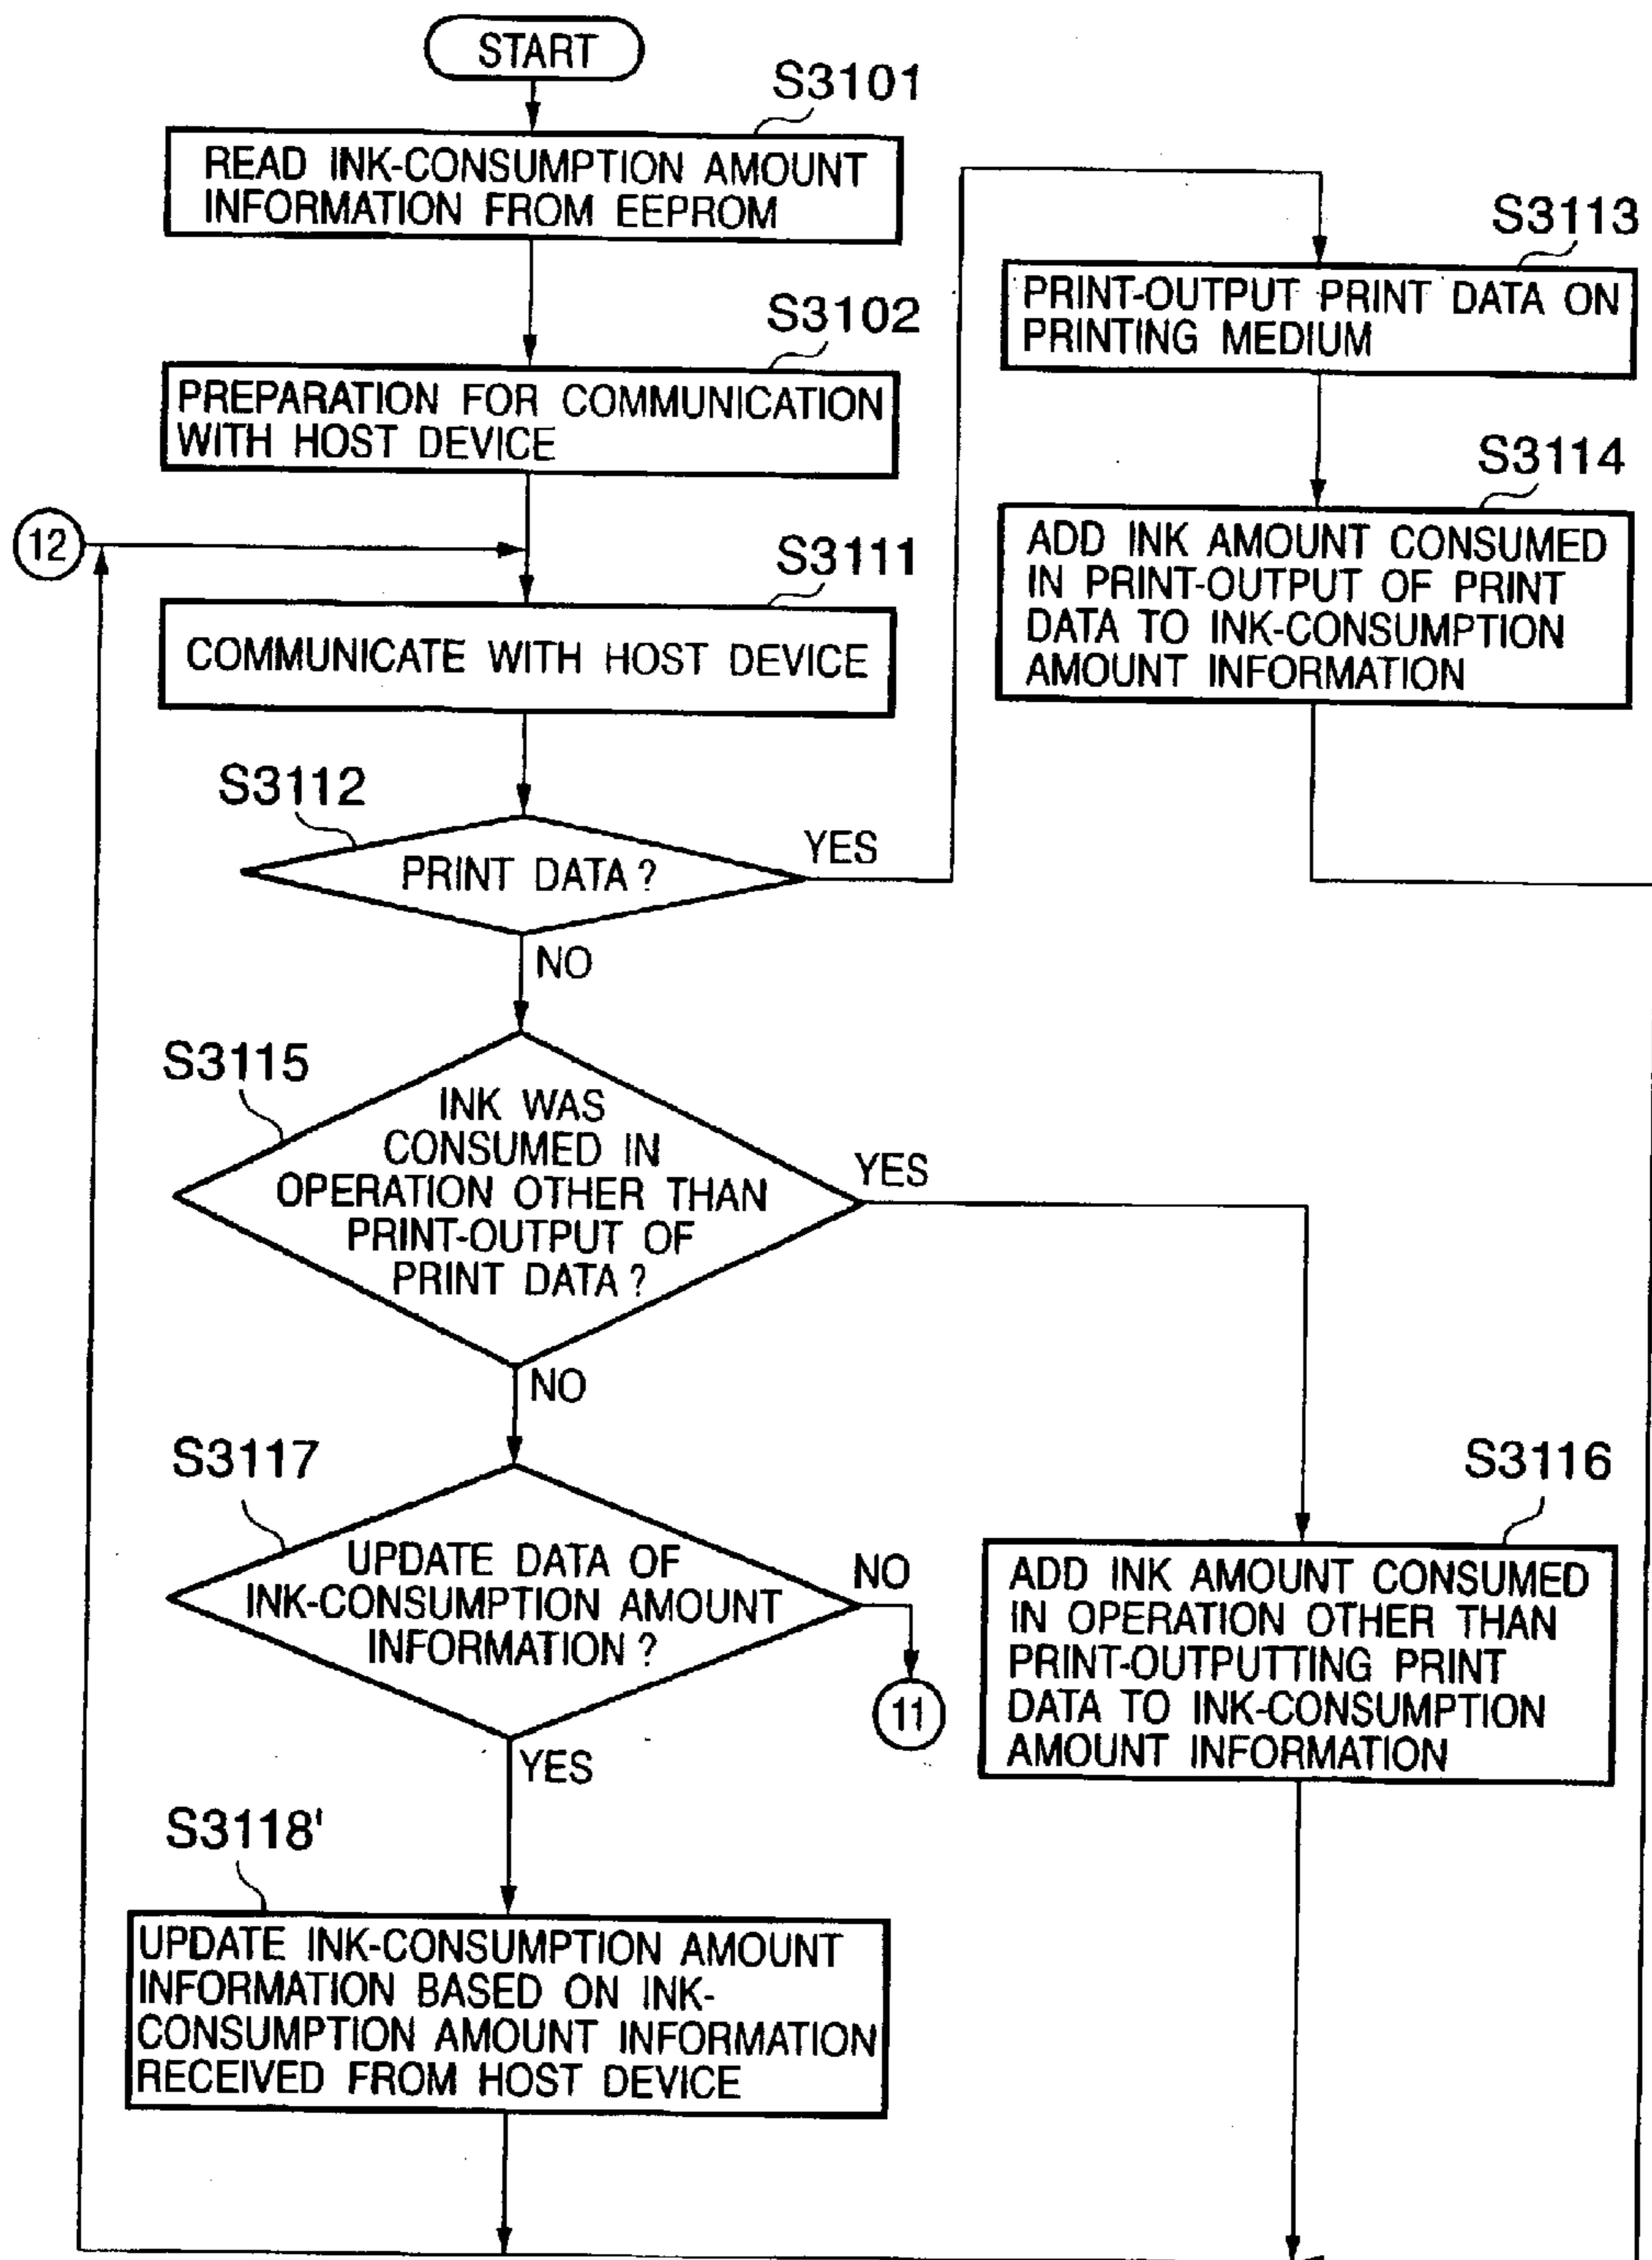 START
S3101
READ INK-CONSUMPTION AMOUNT
INFORMATION FROM EEPROM
S3102
PREPARATION FOR COMMUNICATION
WITH HOST DEVICE
12
S3111
COMMUNICATE WITH HOST DEVICE
S3112
PRINT DATA?
YES
NO
S3113
PRINT-OUTPUT PRINT DATA ON
PRINTING MEDIUM
S3114
ADD INK AMOUNT CONSUMED
IN PRINT-OUTPUT OF PRINT
DATA TO INK-CONSUMPTION
AMOUNT INFORMATION
S3115
INK WAS
CONSUMED IN
OPERATION OTHER THAN
PRINT-OUTPUT OF
PRINT DATA?
YES
NO
S3116
ADD INK AMOUNT CONSUMED
IN OPERATION OTHER THAN
PRINT-OUTPUTTING PRINT
DATA TO INK-CONSUMPTION
AMOUNT INFORMATION
S3117
UPDATE DATA OF
INK-CONSUMPTION AMOUNT
INFORMATION?
NO
11
YES
S3118'
UPDATE INK-CONSUMPTION AMOUNT
INFORMATION BASED ON INK-
CONSUMPTION AMOUNT INFORMATION
RECEIVED FROM HOST DEVICE